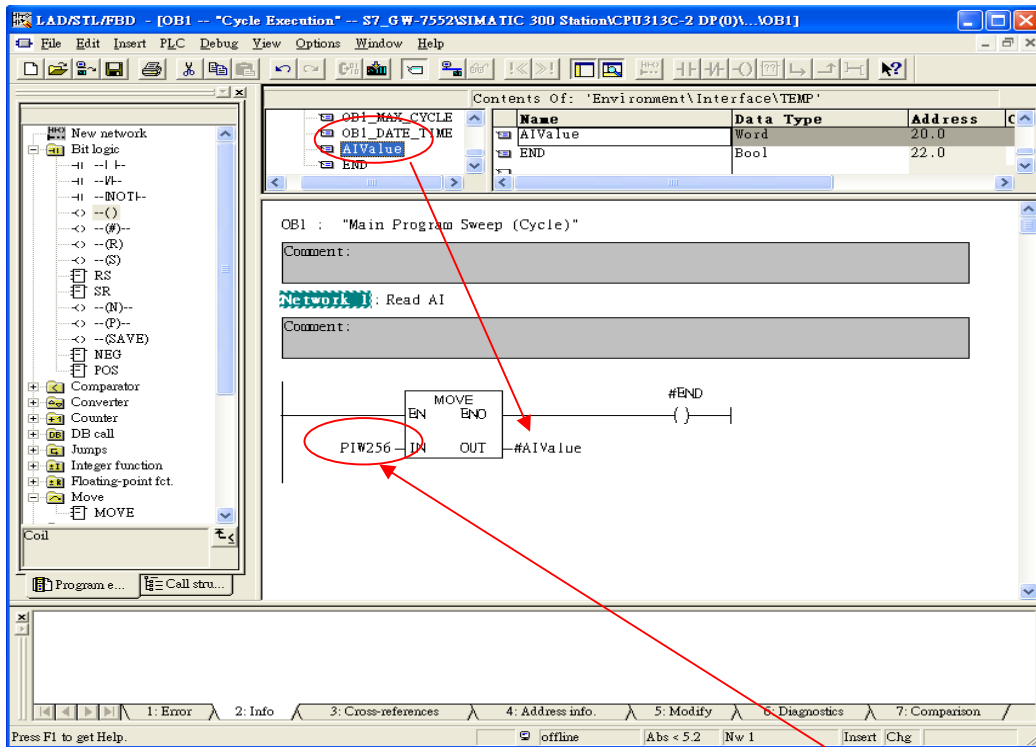 LAD/STL/FBD - [OB1 -- "Cycle Execution" -- S7_GW-7552\SIMATIC 300 Station\CPU313C-2 DP(0)\...\OB1]
File Edit Insert PLC Debug View Options Window Help
Contents Of: 'Environment\Interface\TEMP'
OB1_MAX_CYCLE
OB1_DATE_TIME
AIValue
END
Name Data Type Address C
AIValue Word 20.0
END Bool 22.0
New network
Bit logic
--| |--
--|/|--
--|NOT|--
--()
--(#)--
--(R)
--(S)
RS
SR
--(N)--
--(P)--
--(SAVE)
NEG
POS
Comparator
Converter
Counter
DB call
Jumps
Integer function
Floating-point fct.
Move
MOVE
Coil
Program e... Call stru...
OB1 : "Main Program Sweep (Cycle)"
Comment:
Network 1: Read AI
Comment:
MOVE
EN ENO
#END
PIW256 IN OUT #AIValue
1: Error 2: Info 3: Cross-references 4: Address info. 5: Modify 6: Diagnostics 7: Comparison
Press F1 to get Help. offline Abs < 5.2 Nw 1 Insert Chg